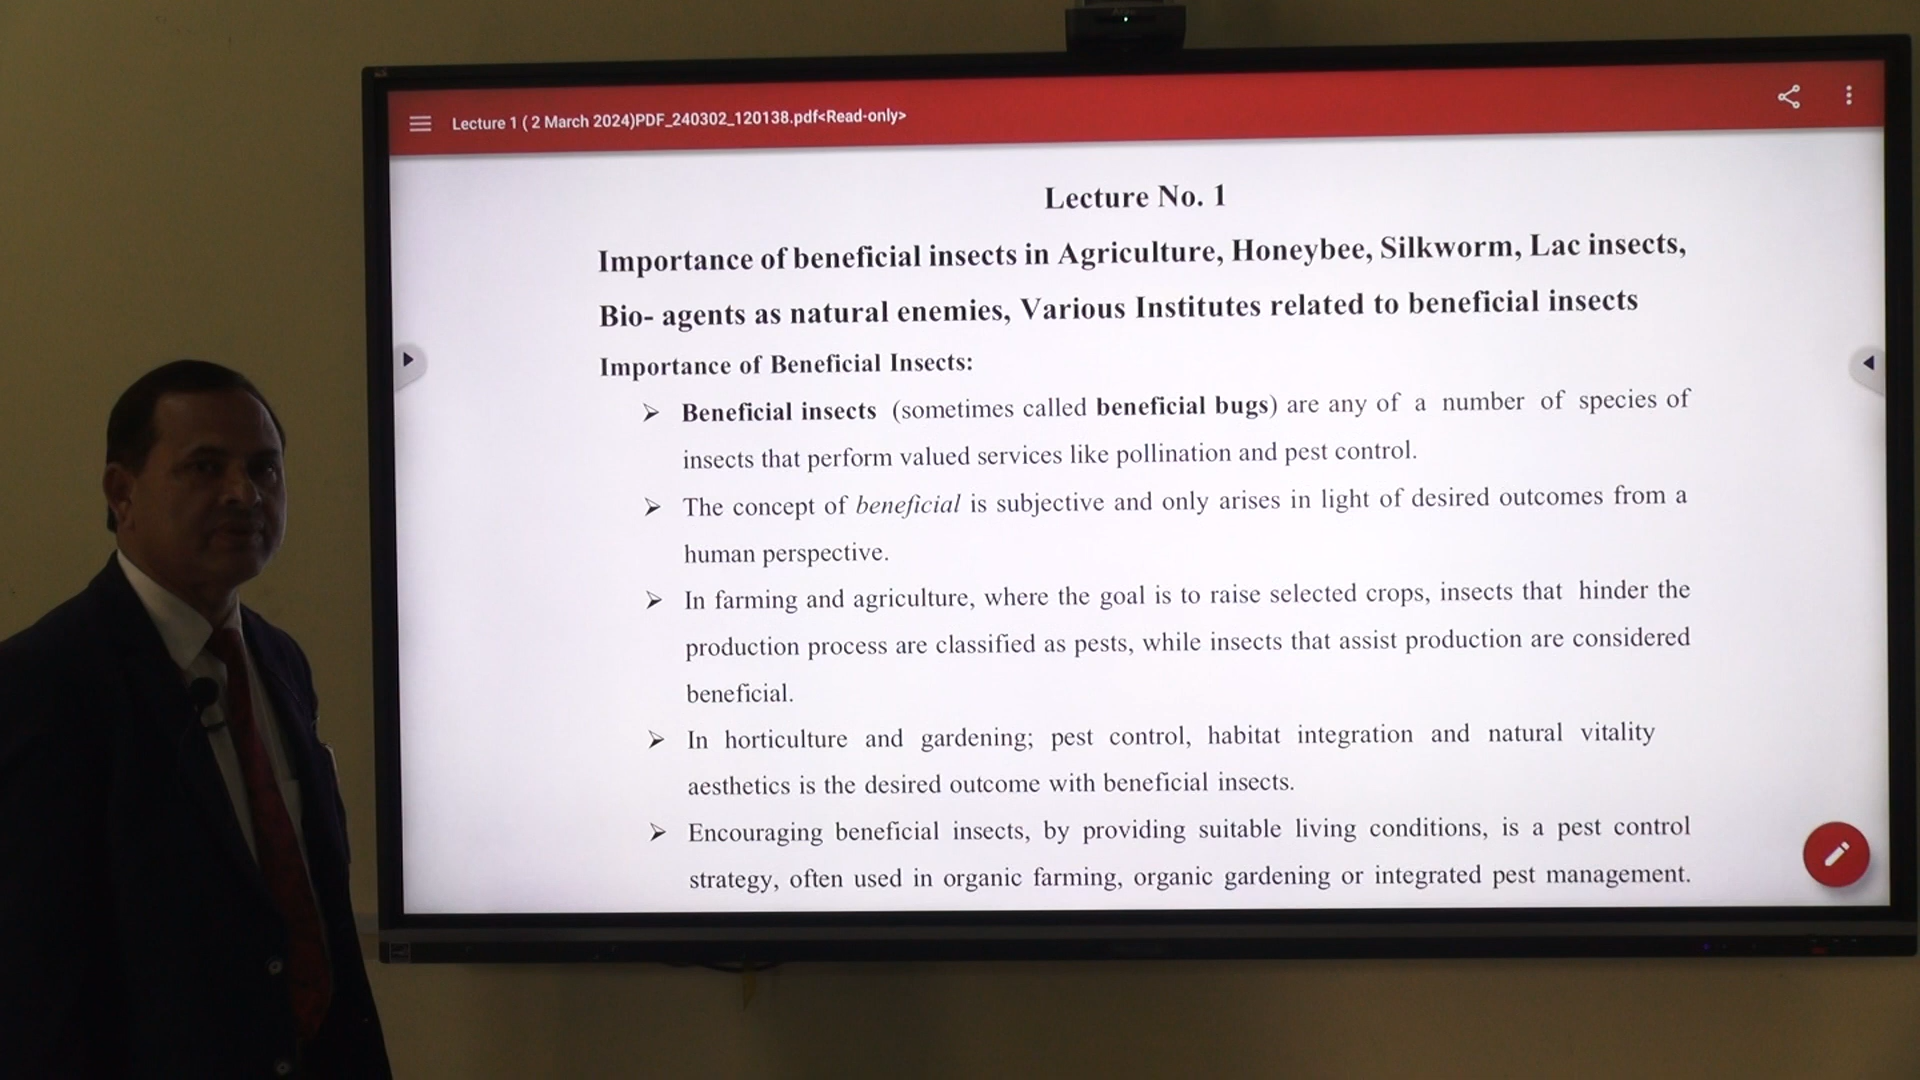 Lecture 1 ( 2 March 2024)PDF_240302_120138.pdf<Read-only>
Lecture No. 1
Importance of beneficial insects in Agriculture, Honeybee, Silkworm, Lac insects,
Bio- agents as natural enemies, Various Institutes related to beneficial insects
Importance of Beneficial Insects:
➢ Beneficial insects (sometimes called beneficial bugs) are any of a number of species of
insects that perform valued services like pollination and pest control.
➢ The concept of beneficial is subjective and only arises in light of desired outcomes from a
human perspective.
➢ In farming and agriculture, where the goal is to raise selected crops, insects that hinder the
production process are classified as pests, while insects that assist production are considered
beneficial.
➢ In horticulture and gardening; pest control, habitat integration and natural vitality
aesthetics is the desired outcome with beneficial insects.
➢ Encouraging beneficial insects, by providing suitable living conditions, is a pest control
strategy, often used in organic farming, organic gardening or integrated pest management.